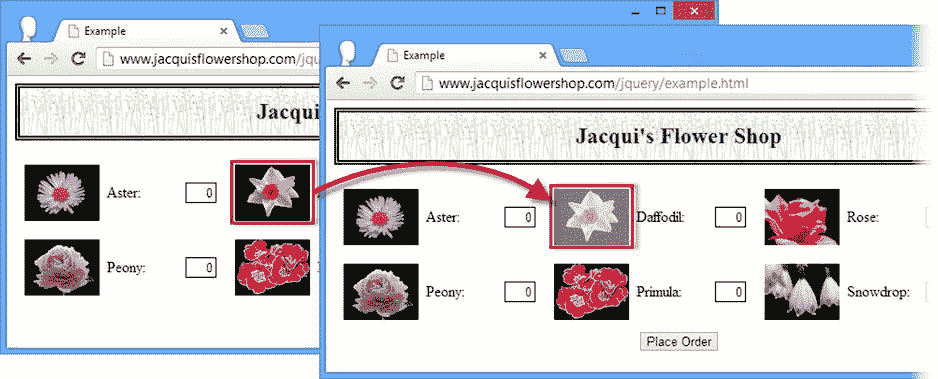 Example
www.jacquisflowershop.com/jq
Jacqui
Aster: 0
Peony: 0
Example
www.jacquisflowershop.com/jquery/example.html
Jacqui's Flower Shop
Aster: 0 Daffodil: 0 Rose:
Peony: 0 Primula: 0 Snowdrop:
Place Order